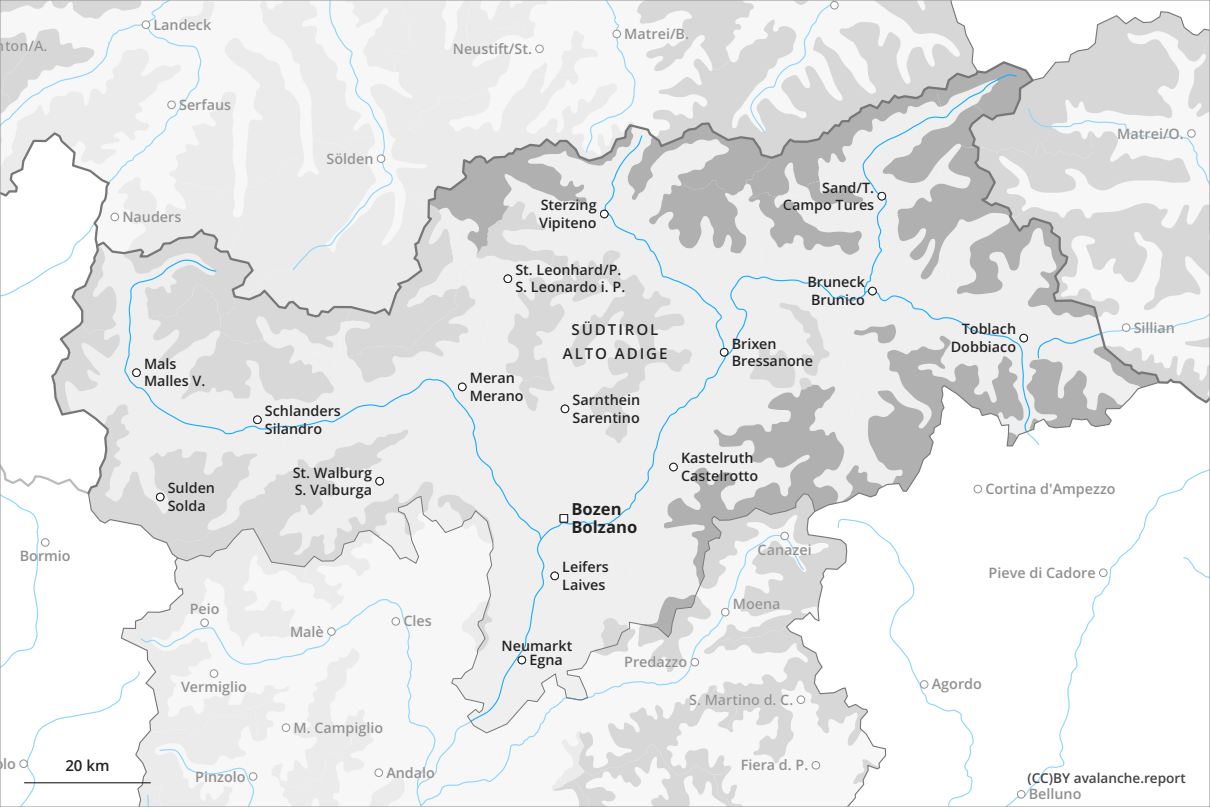 Landeck
Matrei/B.
nton/A.
Neustift/St.
Serfaus
Matrei/O.
Sölden
Sand/T.
Campo Tures
Sterzing
Vipiteno
Nauders
St. Leonhard/P.
S. Leonardo i. P.
Bruneck
Brunico
SÜDTIROL
ALTO ADIGE
Toblach
Dobbiaco
Sillian
Brixen
Bressanone
Mals
Malles V.
Meran
Merano
Sarnthein
Sarentino
Schlanders
Silandro
Kastelruth
Castelrotto
St. Walburg
S. Valburga
Sulden
Solda
Cortina d'Ampezzo
Bozen
Bolzano
Bormio
Canazei
Leifers
Laives
Pieve di Cadore
Peio
Moena
Cles
Malè
Neumarkt
Egna
Predazzo
Vermiglio
Agordo
S. Martino d. C.
M. Campiglio
20 km
lo
Fiera d. P.
Pinzolo
Andalo
(CC)BY avalanche.report
Belluno